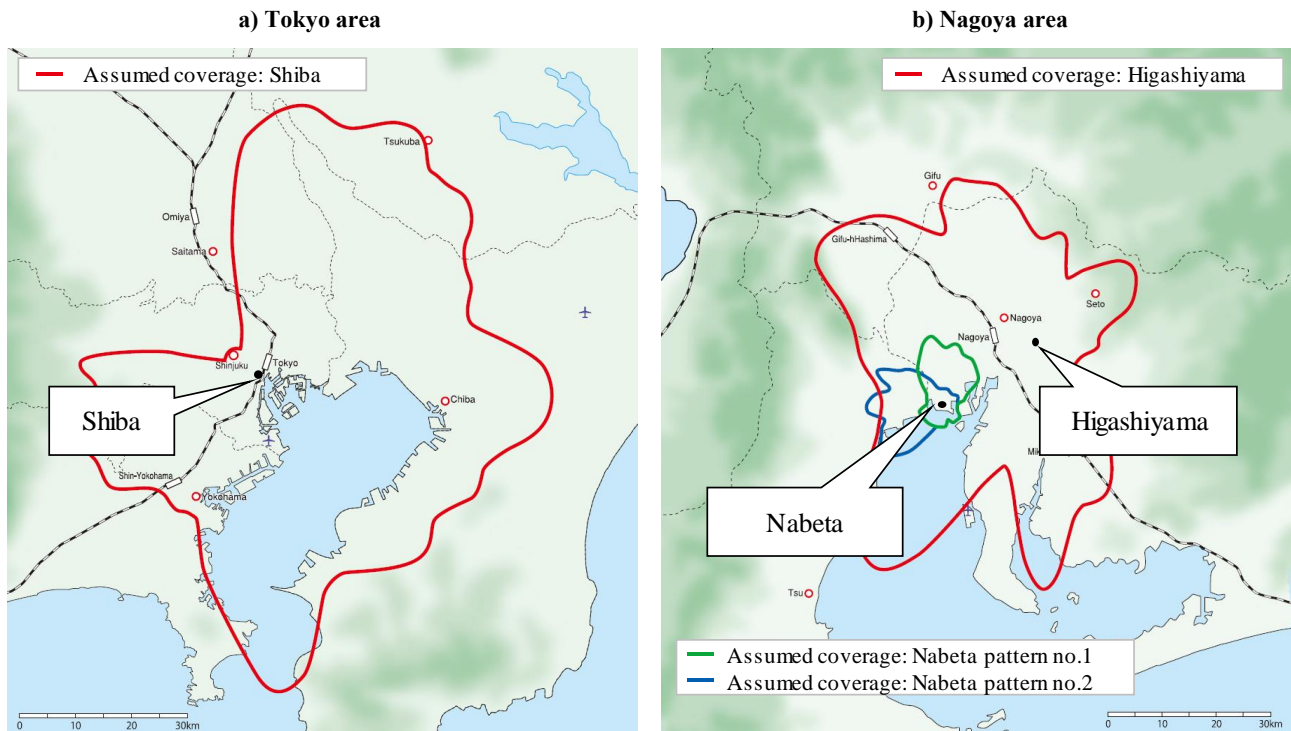 a) Tokyo area
Assumed coverage: Shiba
Tsukuba
Omiya
Saitama
Shinjuku
Tokyo
Shiba
Chiba
Shin-Yokohama
Yokohama
0 10 20 30km
b) Nagoya area
Assumed coverage: Higashiyama
Gifu
Gifu-hHashima
Seto
Nagoya
Nagoya
Higashiyama
Nabeta
Tsu
Assumed coverage: Nabeta pattern no.1
Assumed coverage: Nabeta pattern no.2
0 10 20 30km